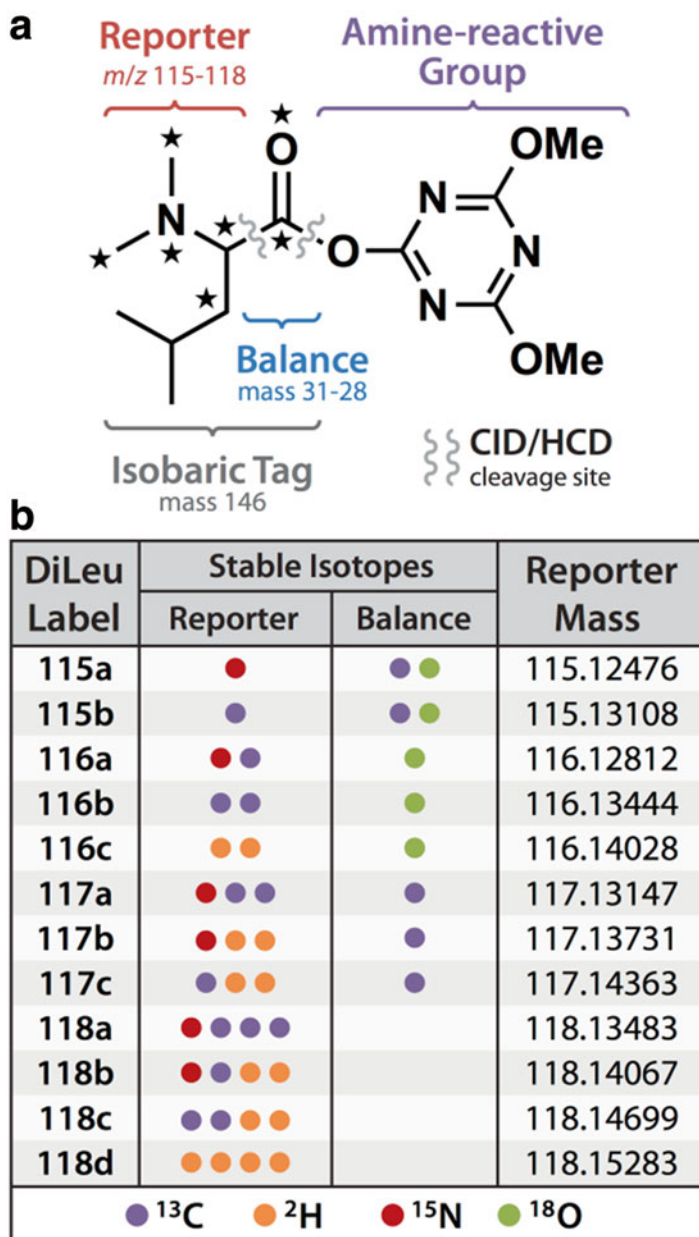 a
Reporter
m/z 115-118
Amine-reactive
Group
O
OMe
N
N
N
O
N
OMe
Balance
mass 31-28
Isobaric Tag
mass 146
CID/HCD
cleavage site
b
DiLeu Label Stable Isotopes Reporter Mass
Reporter Balance
115a 115.12476
115b 115.13108
116a 116.12812
116b 116.13444
116c 116.14028
117a 117.13147
117b 117.13731
117c 117.14363
118a 118.13483
118b 118.14067
118c 118.14699
118d 118.15283
¹³C ²H ¹⁵N ¹⁸O